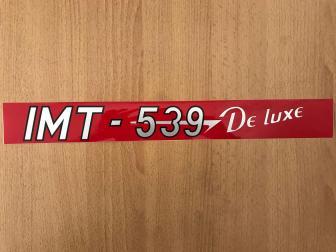 IMT - 539 De luxe